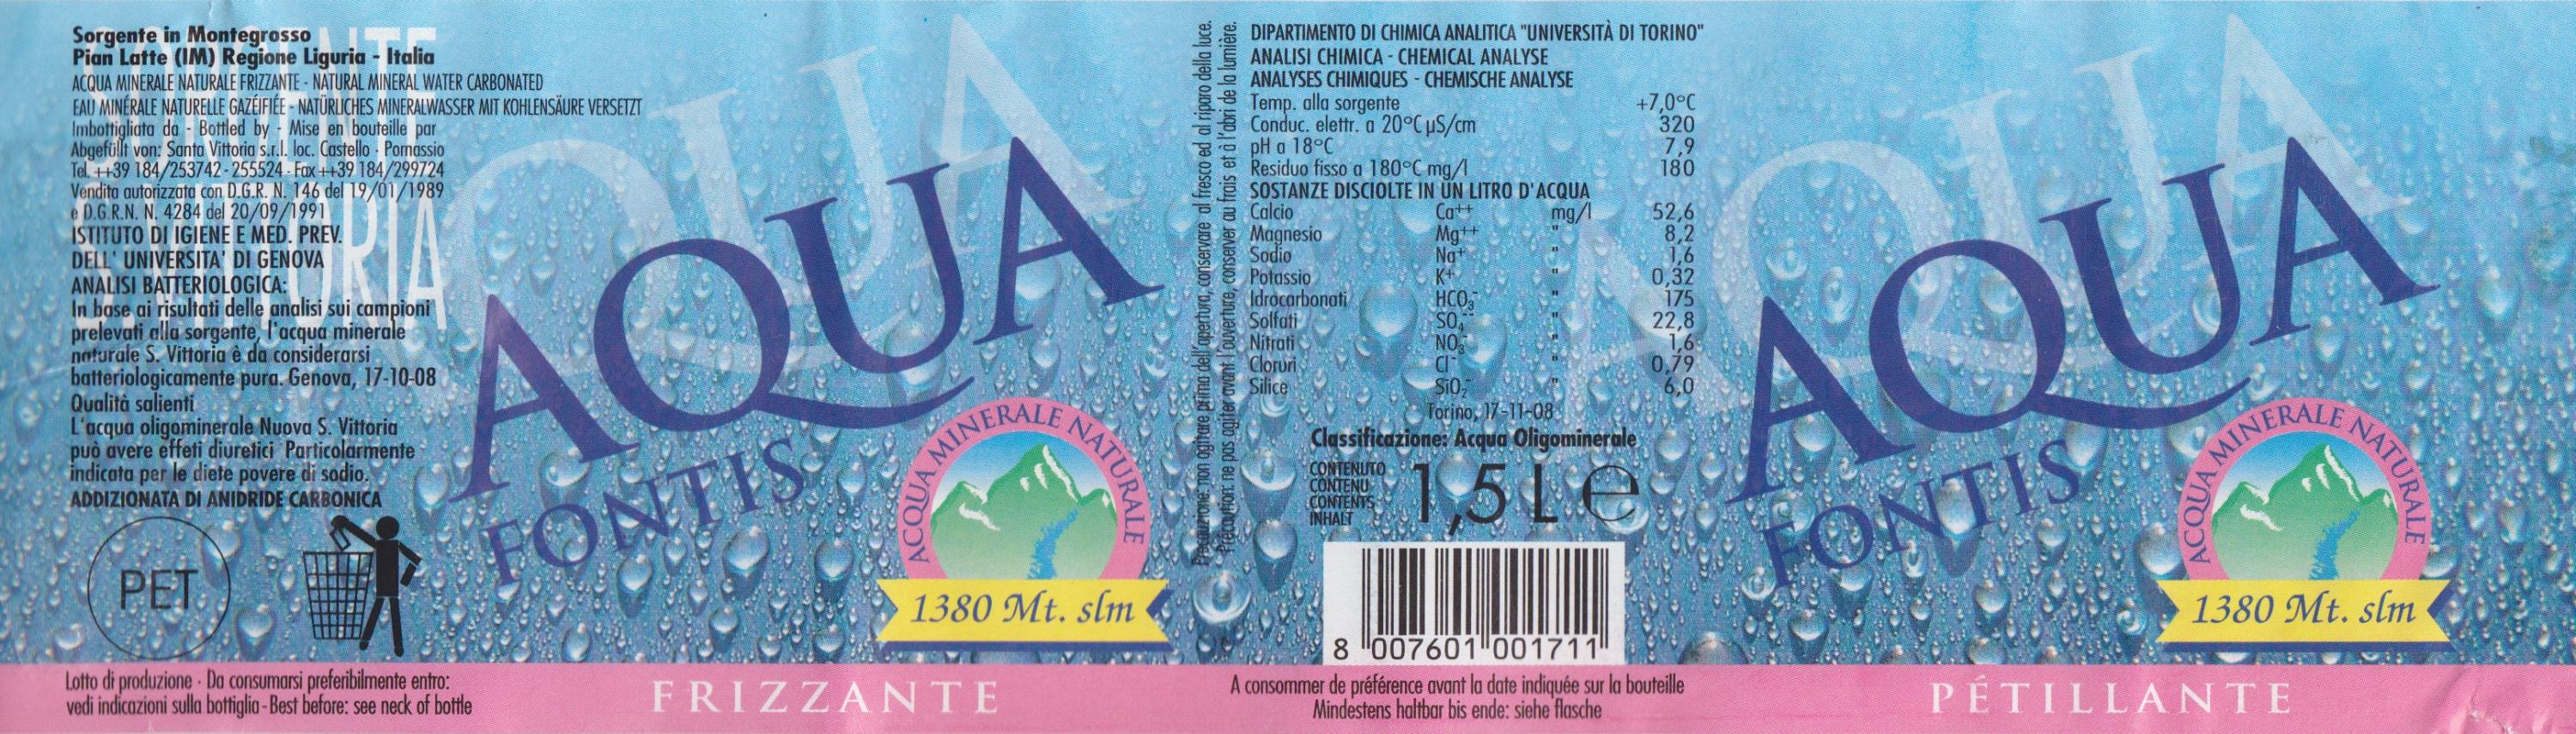 SORGENTE
S. VITTORIA
Sorgente in Montegrosso
Pian Latte (IM) Regione Liguria - Italia
ACQUA MINERALE NATURALE FRIZZANTE - NATURAL MINERAL WATER CARBONATED
EAU MINÉRALE NATURELLE GAZÉIFIÉE - NATÜRLICHES MINERALWASSER MIT KOHLENSÄURE VERSETZT
Imbottigliata da - Bottled by - Mise en bouteille par
Abgefüllt von: Santa Vittoria s.r.l. loc. Castello - Pornassio
Tel. ++39 184/253742 - 255524 - Fax ++39 184/299724
Vendita autorizzata con D.G.R. N. 146 del 19/01/1989
e D.G.R.N. N. 4284 del 20/09/1991
ISTITUTO DI IGIENE E MED. PREV.
DELL' UNIVERSITA' DI GENOVA
ANALISI BATTERIOLOGICA:
In base ai risultati delle analisi sui campioni
prelevati alla sorgente, l'acqua minerale
naturale S. Vittoria è da considerarsi
batteriologicamente pura. Genova, 17-10-08
Qualità salienti
L'acqua oligominerale Nuova S. Vittoria
può avere effeti diuretici Particolarmente
indicata per le diete povere di sodio.
ADDIZIONATA DI ANIDRIDE CARBONICA
PET
Lotto di produzione - Da consumarsi preferibilmente entro:
vedi indicazioni sulla bottiglia - Best before: see neck of bottle
AQUA
AQUA
FONTIS
ACQUA MINERALE NATURALE
1380 Mt. slm
FRIZZANTE
Precauzione: non agitare prima dell'apertura, conservare al fresco ed al riparo della luce.
Précaution: ne pas agiter avant l'ouverture, conserver au frais et à l'abri de la lumière.
DIPARTIMENTO DI CHIMICA ANALITICA "UNIVERSITÀ DI TORINO"
ANALISI CHIMICA - CHEMICAL ANALYSE
ANALYSES CHIMIQUES - CHEMISCHE ANALYSE
Temp. alla sorgente +7,0°C
Conduc. elettr. a 20°C µS/cm 320
pH a 18°C 7,9
Residuo fisso a 180°C mg/l 180
SOSTANZE DISCIOLTE IN UN LITRO D'ACQUA
Calcio Ca++ mg/l 52,6
Magnesio Mg++ " 8,2
Sodio Na+ " 1,6
Potassio K+ " 0,32
Idrocarbonati HCO3- " 175
Solfati SO4-- " 22,8
Nitrati NO3- " 1,6
Cloruri Cl- " 0,79
Silice SiO2- " 6,0
Torino, 17-11-08
Classificazione: Acqua Oligominerale
CONTENUTO
CONTENU
CONTENTS
INHALT
1,5 L e
8 007601 001711
A consommer de préférence avant la date indiquée sur la bouteille
Mindestens haltbar bis ende: siehe flasche
AQUA
AQUA
FONTIS
ACQUA MINERALE NATURALE
1380 Mt. slm
PÉTILLANTE